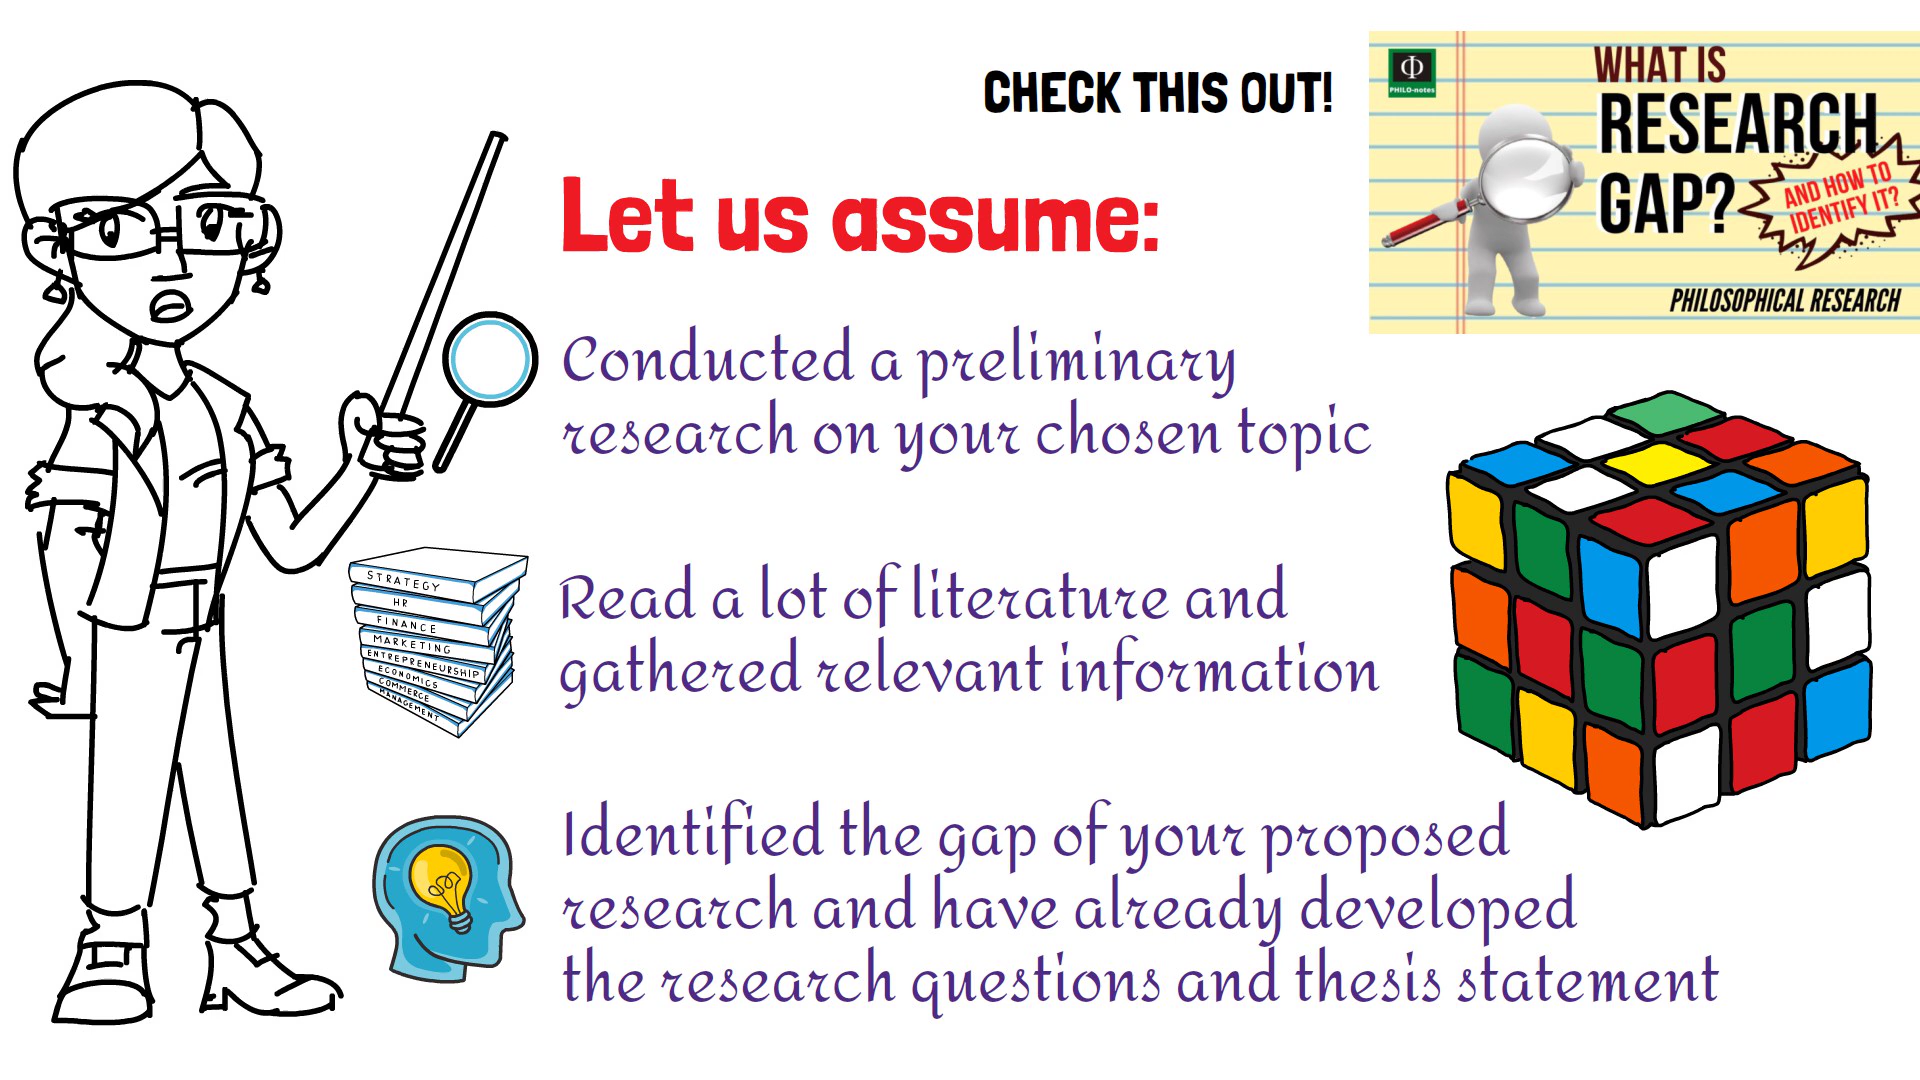 CHECK THIS OUT!
Φ
PHILO-notes
WHAT IS
RESEARCH
GAP?
AND HOW TO
IDENTIFY IT?
PHILOSOPHICAL RESEARCH
Let us assume:
Conducted a preliminary
research on your chosen topic
STRATEGY
HR
FINANCE
MARKETING
ENTREPRENEURSHIP
ECONOMICS
COMMERCE
MANAGEMENT
Read a lot of literature and
gathered relevant information
Identified the gap of your proposed
research and have already developed
the research questions and thesis statement